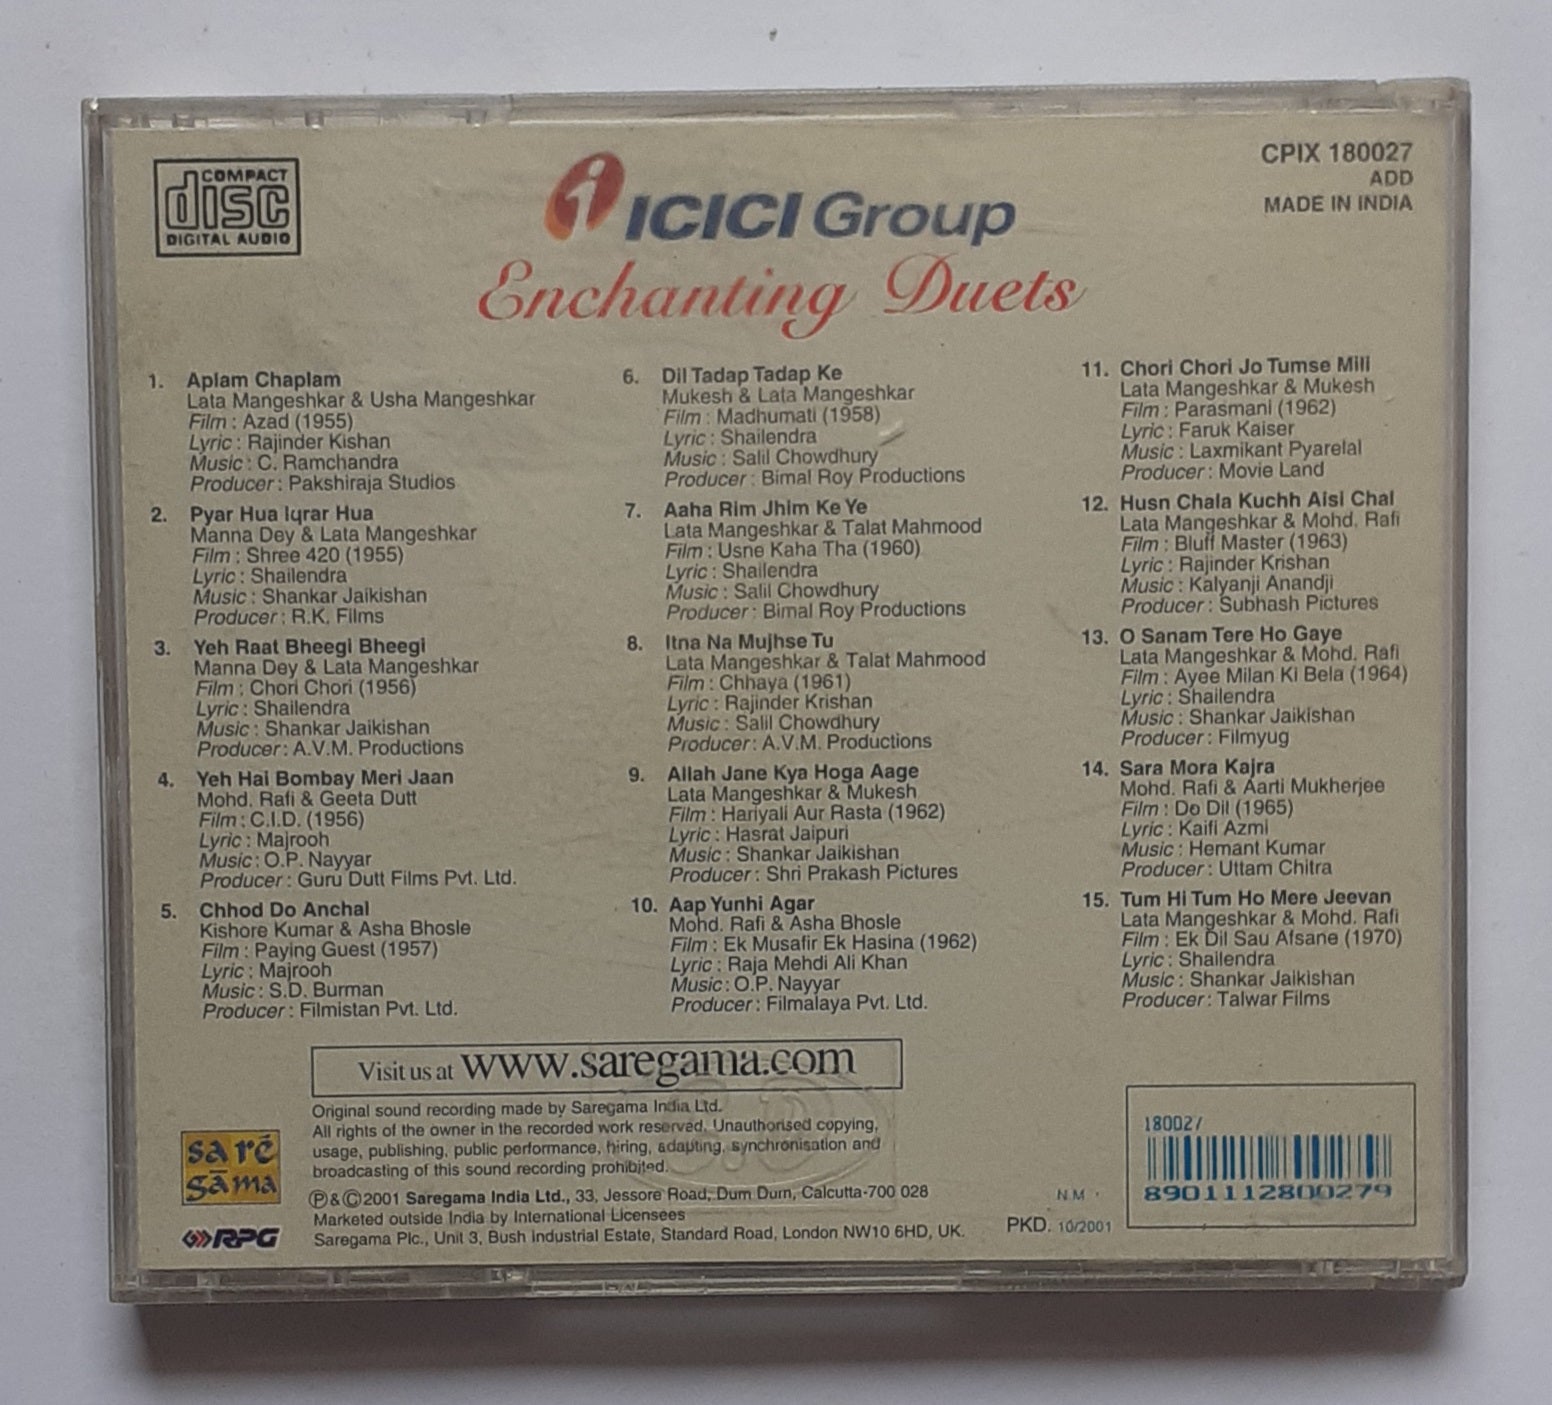 COMPACT
disc
DIGITAL AUDIO
ICICI Group
Enchanting Duets
CPIX 180027
ADD
MADE IN INDIA
1. Aplam Chaplam
Lata Mangeshkar & Usha Mangeshkar
Film : Azad (1955)
Lyric : Rajinder Kishan
Music : C. Ramchandra
Producer : Pakshiraja Studios
2. Pyar Hua Iqrar Hua
Manna Dey & Lata Mangeshkar
Film : Shree 420 (1955)
Lyric : Shailendra
Music : Shankar Jaikishan
Producer : R.K. Films
3. Yeh Raat Bheegi Bheegi
Manna Dey & Lata Mangeshkar
Film : Chori Chori (1956)
Lyric : Shailendra
Music : Shankar Jaikishan
Producer : A.V.M. Productions
4. Yeh Hai Bombay Meri Jaan
Mohd. Rafi & Geeta Dutt
Film : C.I.D. (1956)
Lyric : Majrooh
Music : O.P. Nayyar
Producer : Guru Dutt Films Pvt. Ltd.
5. Chhod Do Anchal
Kishore Kumar & Asha Bhosle
Film : Paying Guest (1957)
Lyric : Majrooh
Music : S.D. Burman
Producer : Filmistan Pvt. Ltd.
6. Dil Tadap Tadap Ke
Mukesh & Lata Mangeshkar
Film : Madhumati (1958)
Lyric : Shailendra
Music : Salil Chowdhury
Producer : Bimal Roy Productions
7. Aaha Rim Jhim Ke Ye
Lata Mangeshkar & Talat Mahmood
Film : Usne Kaha Tha (1960)
Lyric : Shailendra
Music : Salil Chowdhury
Producer : Bimal Roy Productions
8. Itna Na Mujhse Tu
Lata Mangeshkar & Talat Mahmood
Film : Chhaya (1961)
Lyric : Rajinder Krishan
Music : Salil Chowdhury
Producer : A.V.M. Productions
9. Allah Jane Kya Hoga Aage
Lata Mangeshkar & Mukesh
Film : Hariyali Aur Rasta (1962)
Lyric : Hasrat Jaipuri
Music : Shankar Jaikishan
Producer : Shri Prakash Pictures
10. Aap Yunhi Agar
Mohd. Rafi & Asha Bhosle
Film : Ek Musafir Ek Hasina (1962)
Lyric : Raja Mehdi Ali Khan
Music : O.P. Nayyar
Producer : Filmalaya Pvt. Ltd.
11. Chori Chori Jo Tumse Mili
Lata Mangeshkar & Mukesh
Film : Parasmani (1962)
Lyric : Faruk Kaiser
Music : Laxmikant Pyarelal
Producer : Movie Land
12. Husn Chala Kuchh Aisi Chal
Lata Mangeshkar & Mohd. Rafi
Film : Bluff Master (1963)
Lyric : Rajinder Krishan
Music : Kalyanji Anandji
Producer : Subhash Pictures
13. O Sanam Tere Ho Gaye
Lata Mangeshkar & Mohd. Rafi
Film : Ayee Milan Ki Bela (1964)
Lyric : Shailendra
Music : Shankar Jaikishan
Producer : Filmyug
14. Sara Mora Kajra
Mohd. Rafi & Aarti Mukherjee
Film : Do Dil (1965)
Lyric : Kaifi Azmi
Music : Hemant Kumar
Producer : Uttam Chitra
15. Tum Hi Tum Ho Mere Jeevan
Lata Mangeshkar & Mohd. Rafi
Film : Ek Dil Sau Afsane (1970)
Lyric : Shailendra
Music : Shankar Jaikishan
Producer : Talwar Films
Visit us at www.saregama.com
Original sound recording made by Saregama India Ltd.
All rights of the owner in the recorded work reserved. Unauthorised copying,
usage, publishing, public performance, hiring, adapting, synchronisation and
broadcasting of this sound recording prohibited.
℗&©2001 Saregama India Ltd., 33, Jessore Road, Dum Dum, Calcutta-700 028
Marketed outside India by International Licensees
Saregama Plc., Unit 3, Bush Industrial Estate, Standard Road, London NW10 6HD, UK.
sa rē
gāma
RPG
N M
PKD. 10/2001
180027
8901112800279